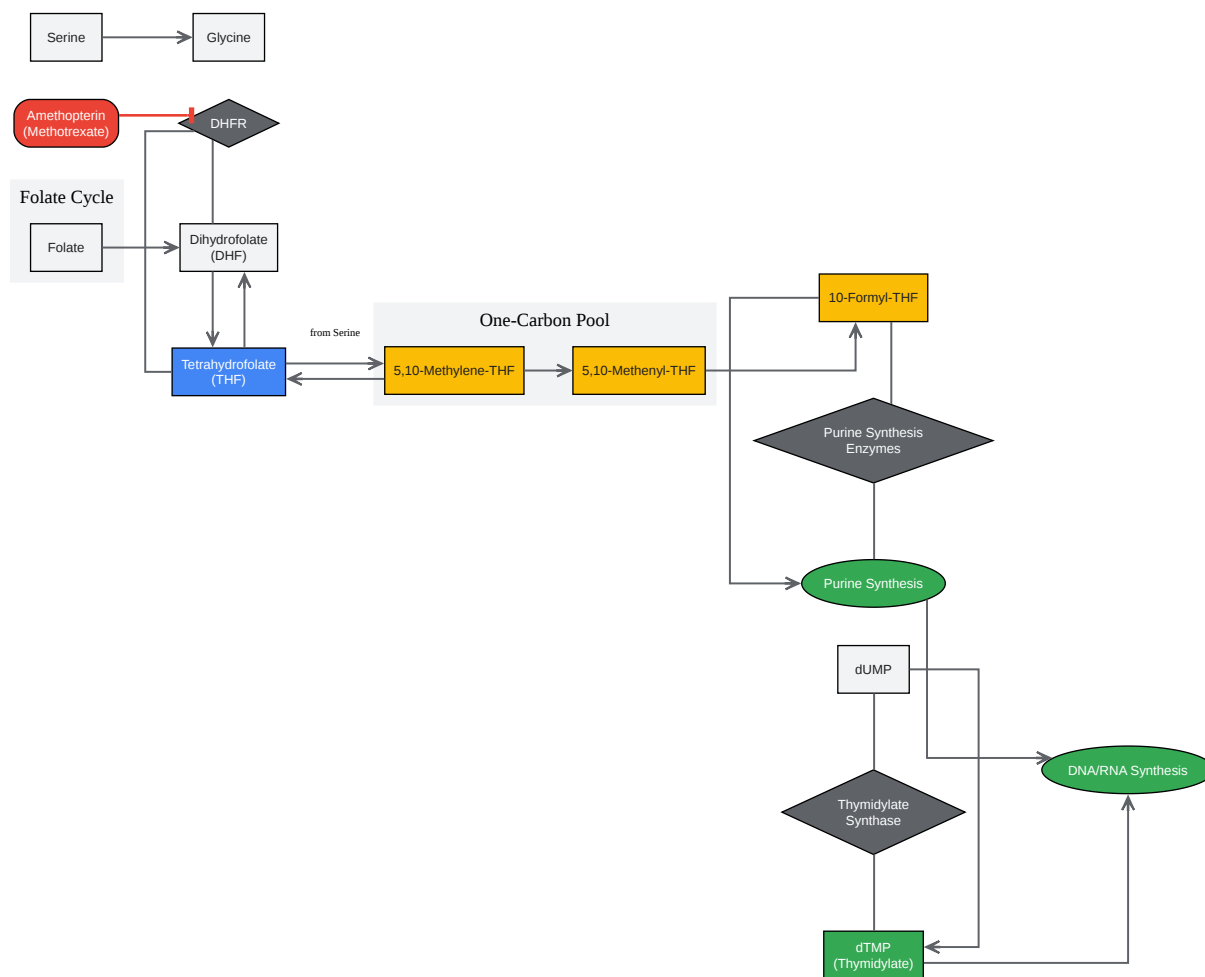 Serine
Glycine
Amethopterin
(Methotrexate)
DHFR
Folate Cycle
Folate
Dihydrofolate
(DHF)
Tetrahydrofolate
(THF)
from Serine
One-Carbon Pool
5,10-Methylene-THF
5,10-Methenyl-THF
10-Formyl-THF
Purine Synthesis
Enzymes
Purine Synthesis
dUMP
Thymidylate
Synthase
DNA/RNA Synthesis
dTMP
(Thymidylate)